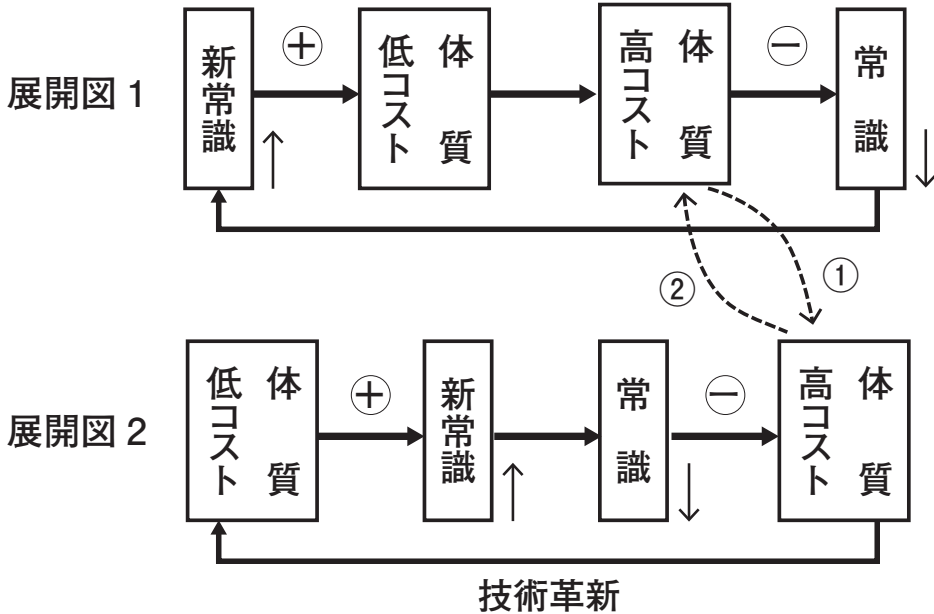 展開図 1
新常識
↑
⊕
低コスト体質
高コスト体質
⊖
常識
↓
①
②
展開図 2
低コスト体質
⊕
新常識
↑
常識
↓
⊖
高コスト体質
技術革新